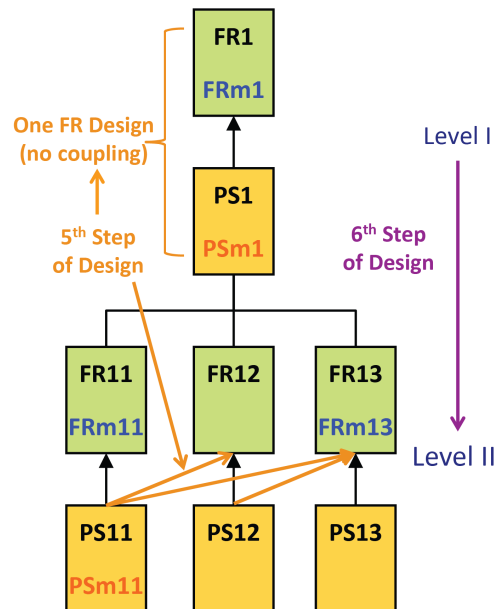 FR1
FRm1
One FR Design
(no coupling)
Level I
PS1
PSm1
5th Step
of Design
6th Step
of Design
FR11
FRm11
FR12
FR13
FRm13
Level II
PS11
PSm11
PS12
PS13